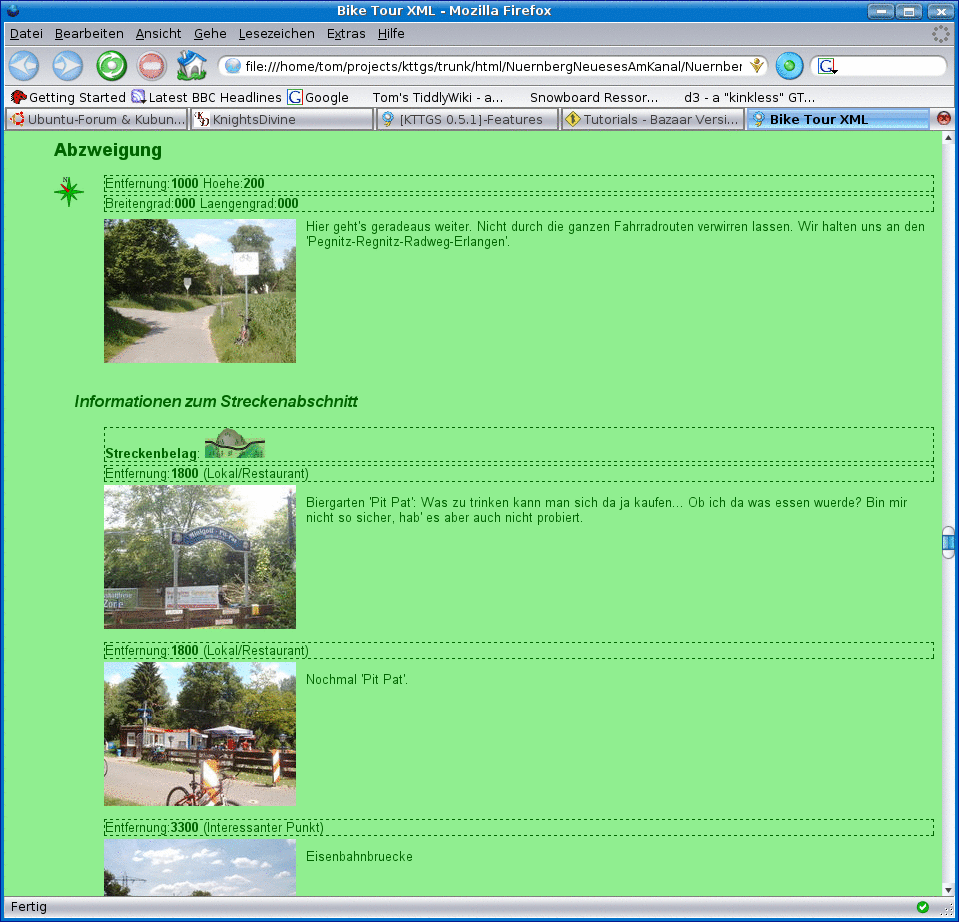 Bike Tour XML - Mozilla Firefox
Datei Bearbeiten Ansicht Gehe Lesezeichen Extras Hilfe
file:///home/tom/projects/kttgs/trunk/html/NuernbergNeuesesAmKanal/Nuernber
Getting Started Latest BBC Headlines Google Tom's TiddlyWiki - a... Snowboard Ressor... d3 - a "kinkless" GT...
Ubuntu-Forum & Kubun... KnightsDivine [KTTGS 0.5.1]-Features Tutorials - Bazaar Versi... Bike Tour XML
Abzweigung
N
Entfernung:1000 Hoehe:200
Breitengrad:000 Laengengrad:000
Hier geht's geradeaus weiter. Nicht durch die ganzen Fahrradrouten verwirren lassen. Wir halten uns an den
'Pegnitz-Regnitz-Radweg-Erlangen'.
Informationen zum Streckenabschnitt
Streckenbelag:
Entfernung:1800 (Lokal/Restaurant)
Biergarten 'Pit Pat': Was zu trinken kann man sich da ja kaufen... Ob ich da was essen wuerde? Bin mir
nicht so sicher, hab' es aber auch nicht probiert.
Minigolf - Pit-Pat
Zone
Entfernung:1800 (Lokal/Restaurant)
Nochmal 'Pit Pat'.
Entfernung:3300 (Interessanter Punkt)
Eisenbahnbruecke
Fertig